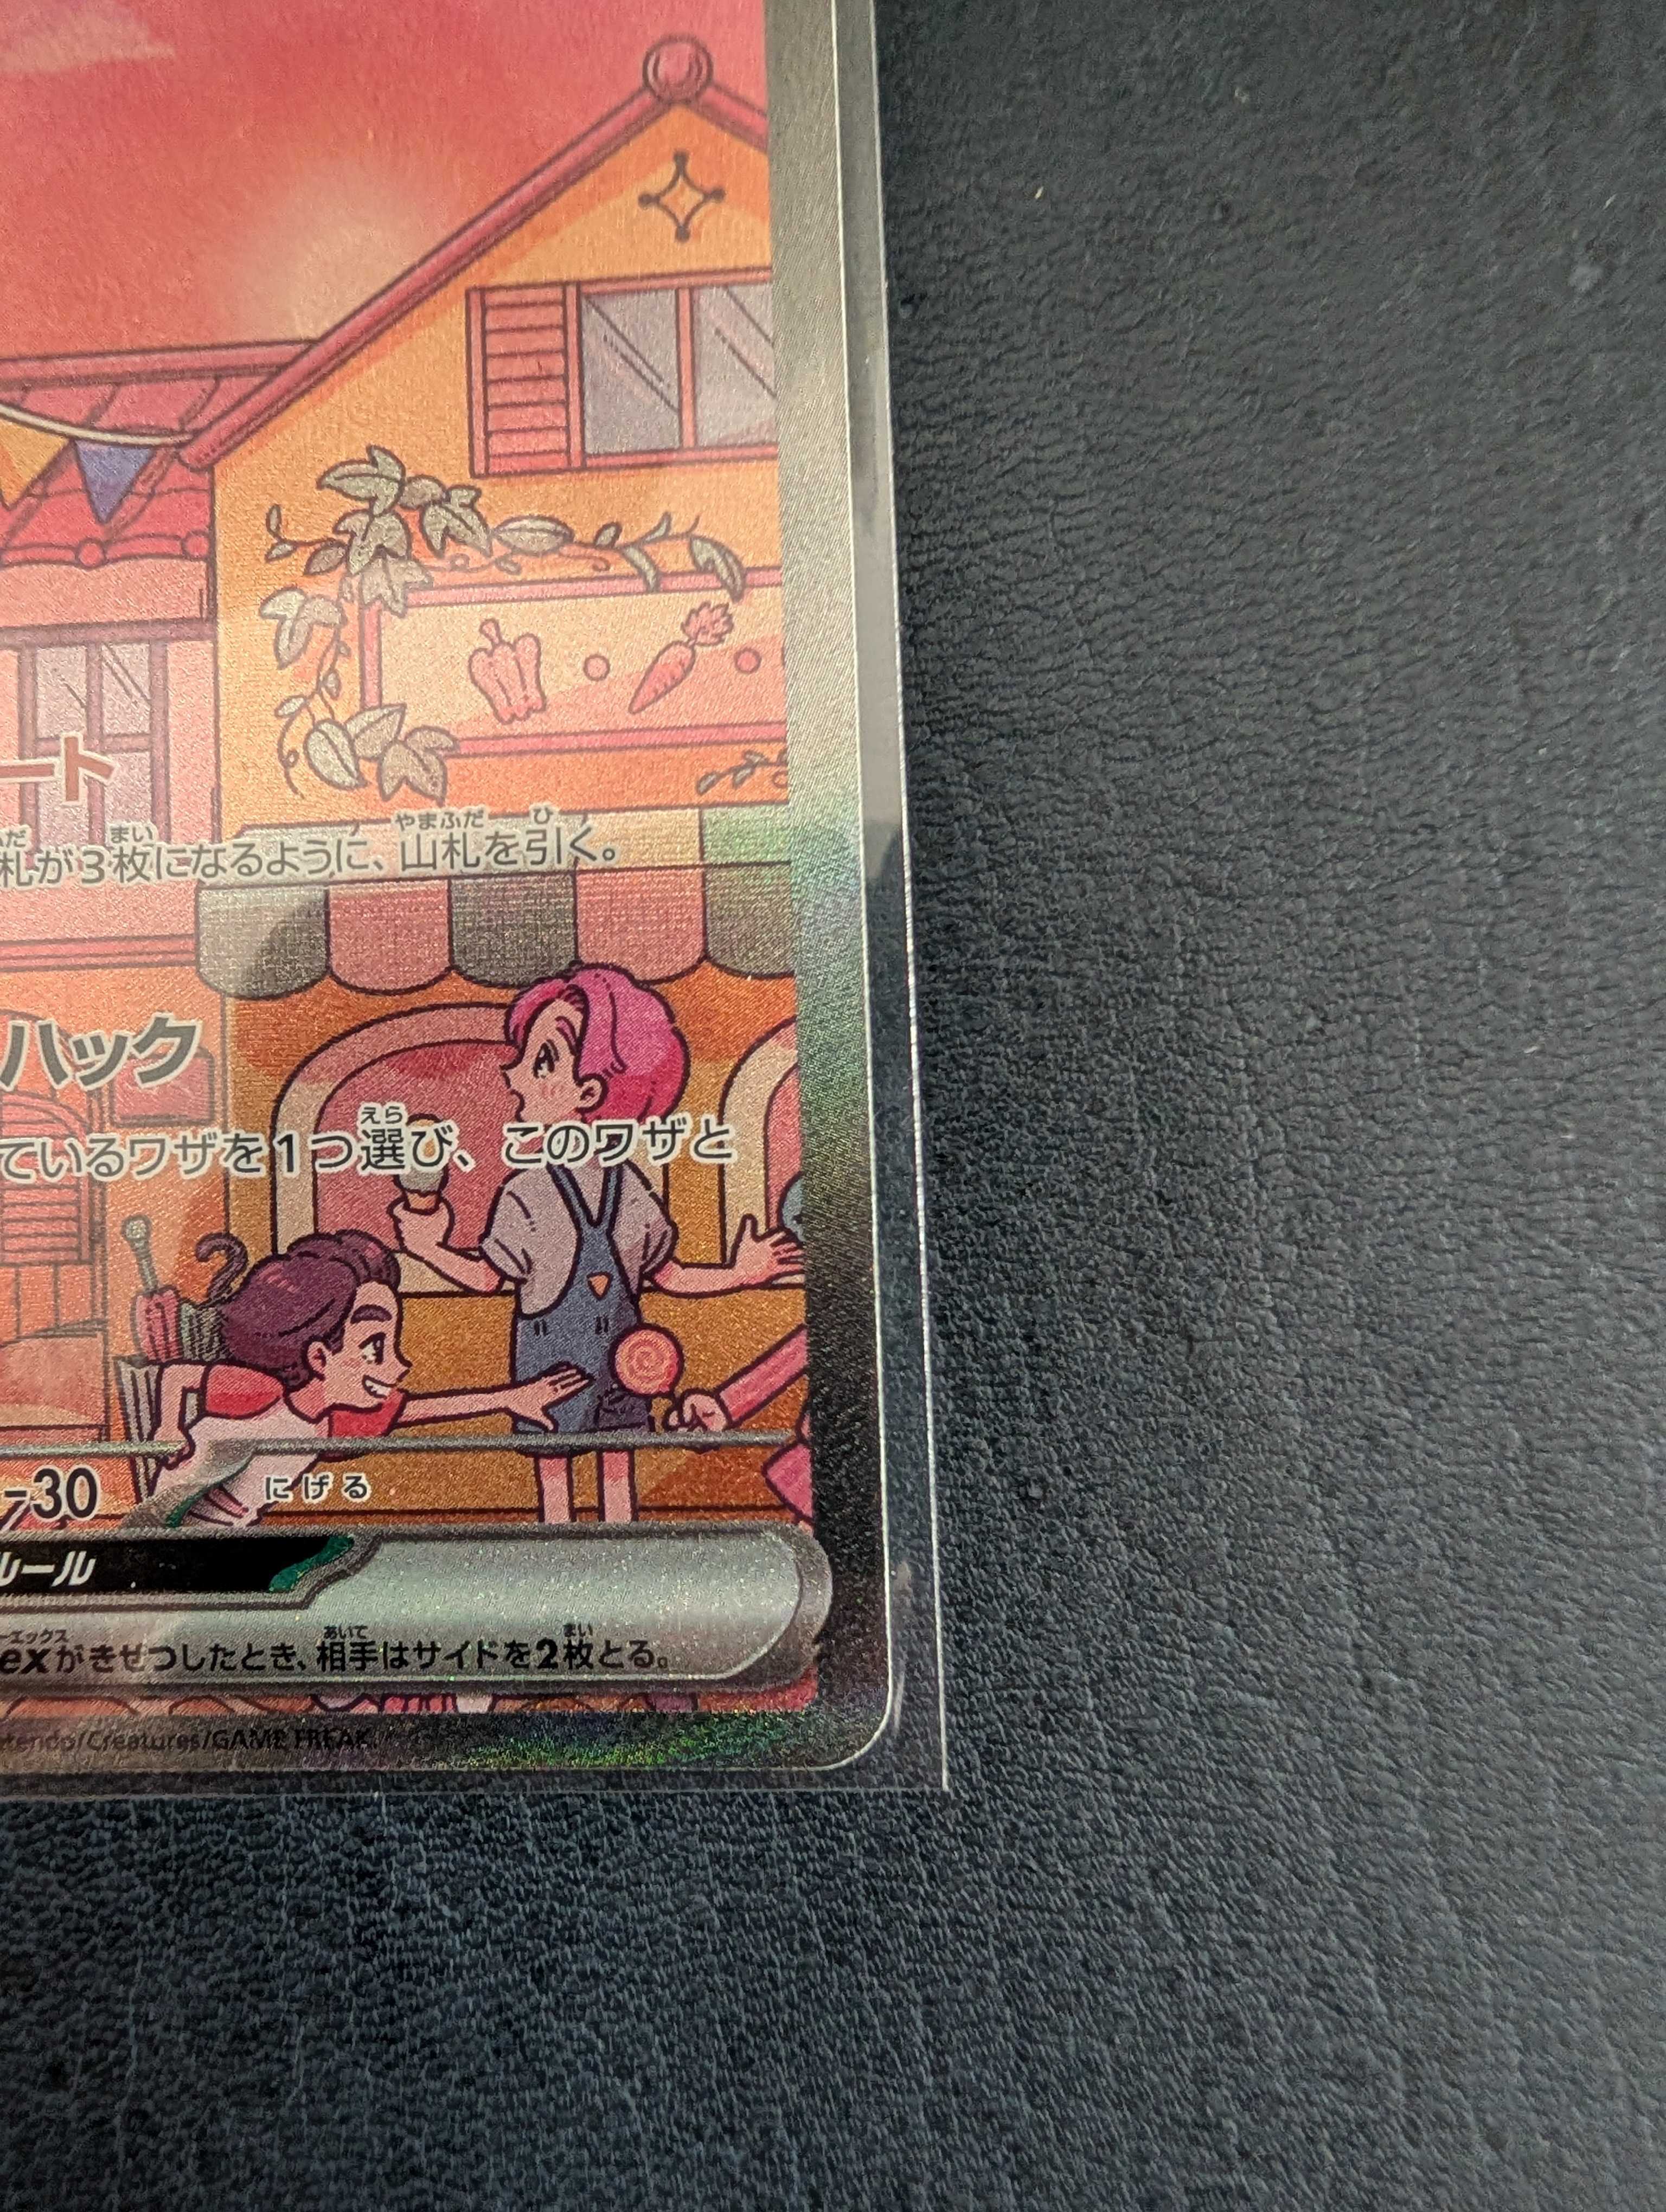 ート
札が3枚になるように、山札を引く。
ハック
ているワザを1つ選び、このワザと
-30 にげる
ルール
exがきぜつしたとき、相手はサイドを2枚とる。
ntendo/Creatures/GAME FREAK.